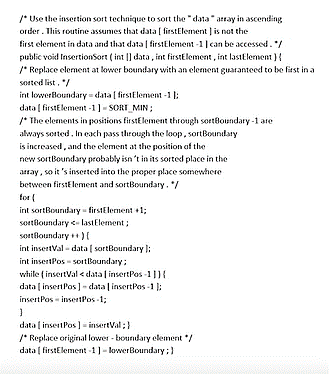 /* Use the insertion sort technique to sort the " data " array in ascending
order . This routine assumes that data [ firstElement ] is not the
first element in data and that data [ firstElement -1 ] can be accessed . */
public void InsertionSort ( int [] data , int firstElement , int lastElement ) {
/* Replace element at lower boundary with an element guaranteed to be first in a
sorted list . */
int lowerBoundary = data [ firstElement -1 ];
data [ firstElement -1 ] = SORT_MIN ;
/* The elements in positions firstElement through sortBoundary -1 are
always sorted . In each pass through the loop , sortBoundary
is increased , and the element at the position of the
new sortBoundary probably isn 't in its sorted place in the
array , so it 's inserted into the proper place somewhere
between firstElement and sortBoundary . */
for (
int sortBoundary = firstElement +1;
sortBoundary <= lastElement ;
sortBoundary ++ ) {
int insertVal = data [ sortBoundary ];
int insertPos = sortBoundary ;
while ( insertVal < data [ insertPos -1 ] ) {
data [ insertPos ] = data [ insertPos -1 ];
insertPos = insertPos -1;
}
data [ insertPos ] = insertVal ; }
/* Replace original lower - boundary element */
data [ firstElement -1 ] = lowerBoundary ; }